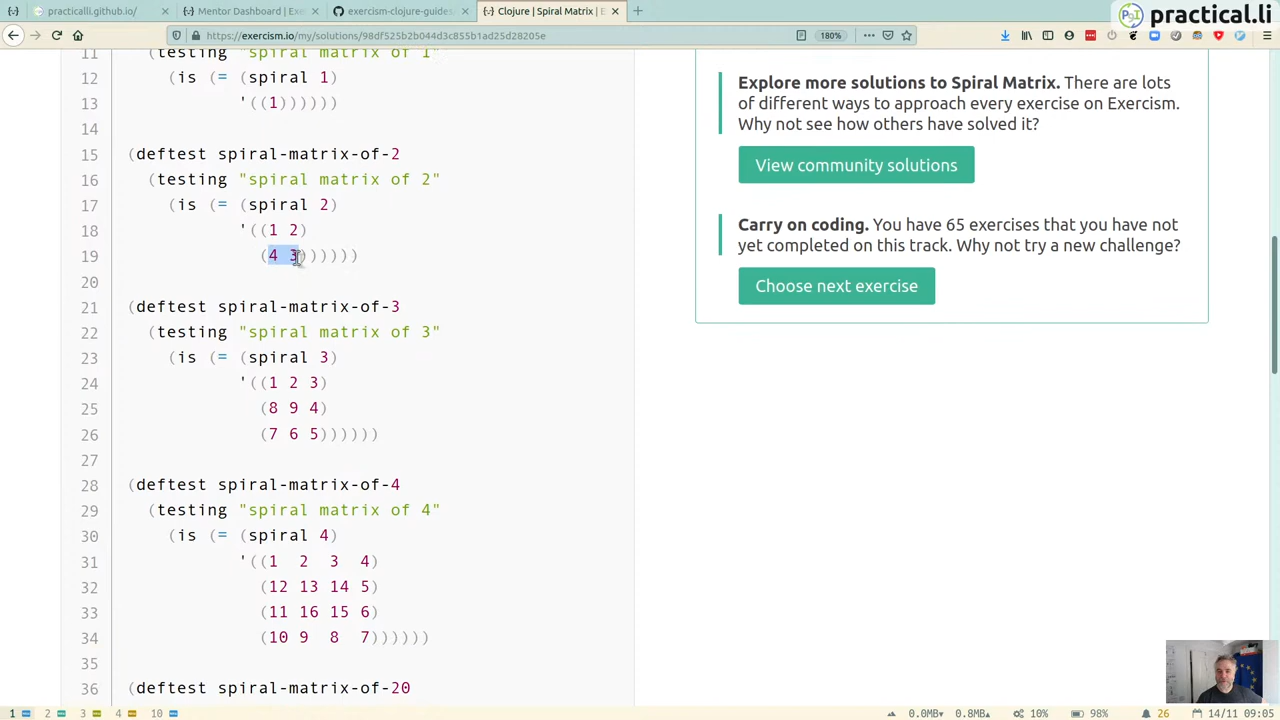 practicalli.github.io/
Mentor Dashboard | Exer
exercism-clojure-guides
Clojure | Spiral Matrix | E
practical.li
https://exercism.io/my/solutions/98df525b2b044d3c855b1ad25d28205e
180%
11 (testing "spiral matrix of 1"
12 (is (= (spiral 1)
13 '((1))))))
14
15 (deftest spiral-matrix-of-2
16 (testing "spiral matrix of 2"
17 (is (= (spiral 2)
18 '((1 2)
19 (4 3))))))
20
21 (deftest spiral-matrix-of-3
22 (testing "spiral matrix of 3"
23 (is (= (spiral 3)
24 '((1 2 3)
25 (8 9 4)
26 (7 6 5))))))
27
28 (deftest spiral-matrix-of-4
29 (testing "spiral matrix of 4"
30 (is (= (spiral 4)
31 '((1 2 3 4)
32 (12 13 14 5)
33 (11 16 15 6)
34 (10 9 8 7))))))
35
36 (deftest spiral-matrix-of-20
Explore more solutions to Spiral Matrix. There are lots
of different ways to approach every exercise on Exercism.
Why not see how others have solved it?
View community solutions
Carry on coding. You have 65 exercises that you have not
yet completed on this track. Why not try a new challenge?
Choose next exercise
1 2 3 4 10
0.0MB 0.8MB 10% 98% 26 14/11 09:05